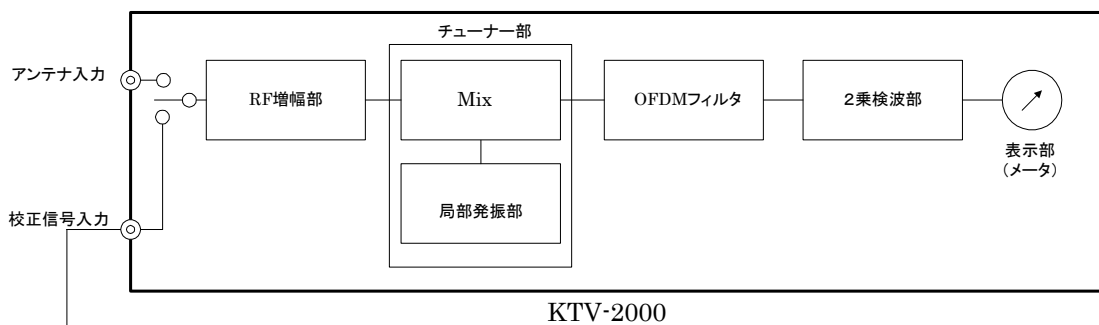 チューナー部
アンテナ入力
RF増幅部
Mix
OFDMフィルタ
２乗検波部
表示部
（メータ）
局部発振部
校正信号入力
KTV-2000